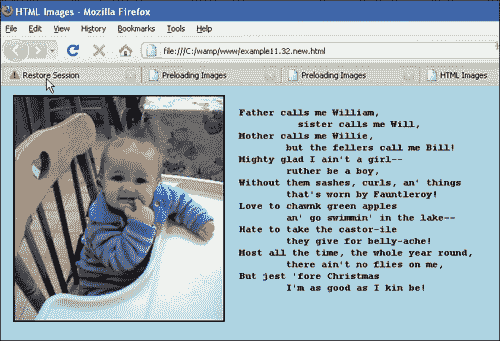 HTML Images - Mozilla Firefox
File Edit View History Bookmarks Tools Help
file:///C:/wamp/www/example11.32.new.html
Restore Session Preloading Images Preloading Images HTML Images
Father calls me William,
sister calls me Will,
Mother calls me Willie,
but the fellers call me Bill!
Mighty glad I ain't a girl--
ruther be a boy,
Without them sashes, curls, an' things
that's worn by Fauntleroy!
Love to chawnk green apples
an' go swimmin' in the lake--
Hate to take the castor-ile
they give for belly-ache!
Most all the time, the whole year round,
there ain't no flies on me,
But jest 'fore Christmas
I'm as good as I kin be!